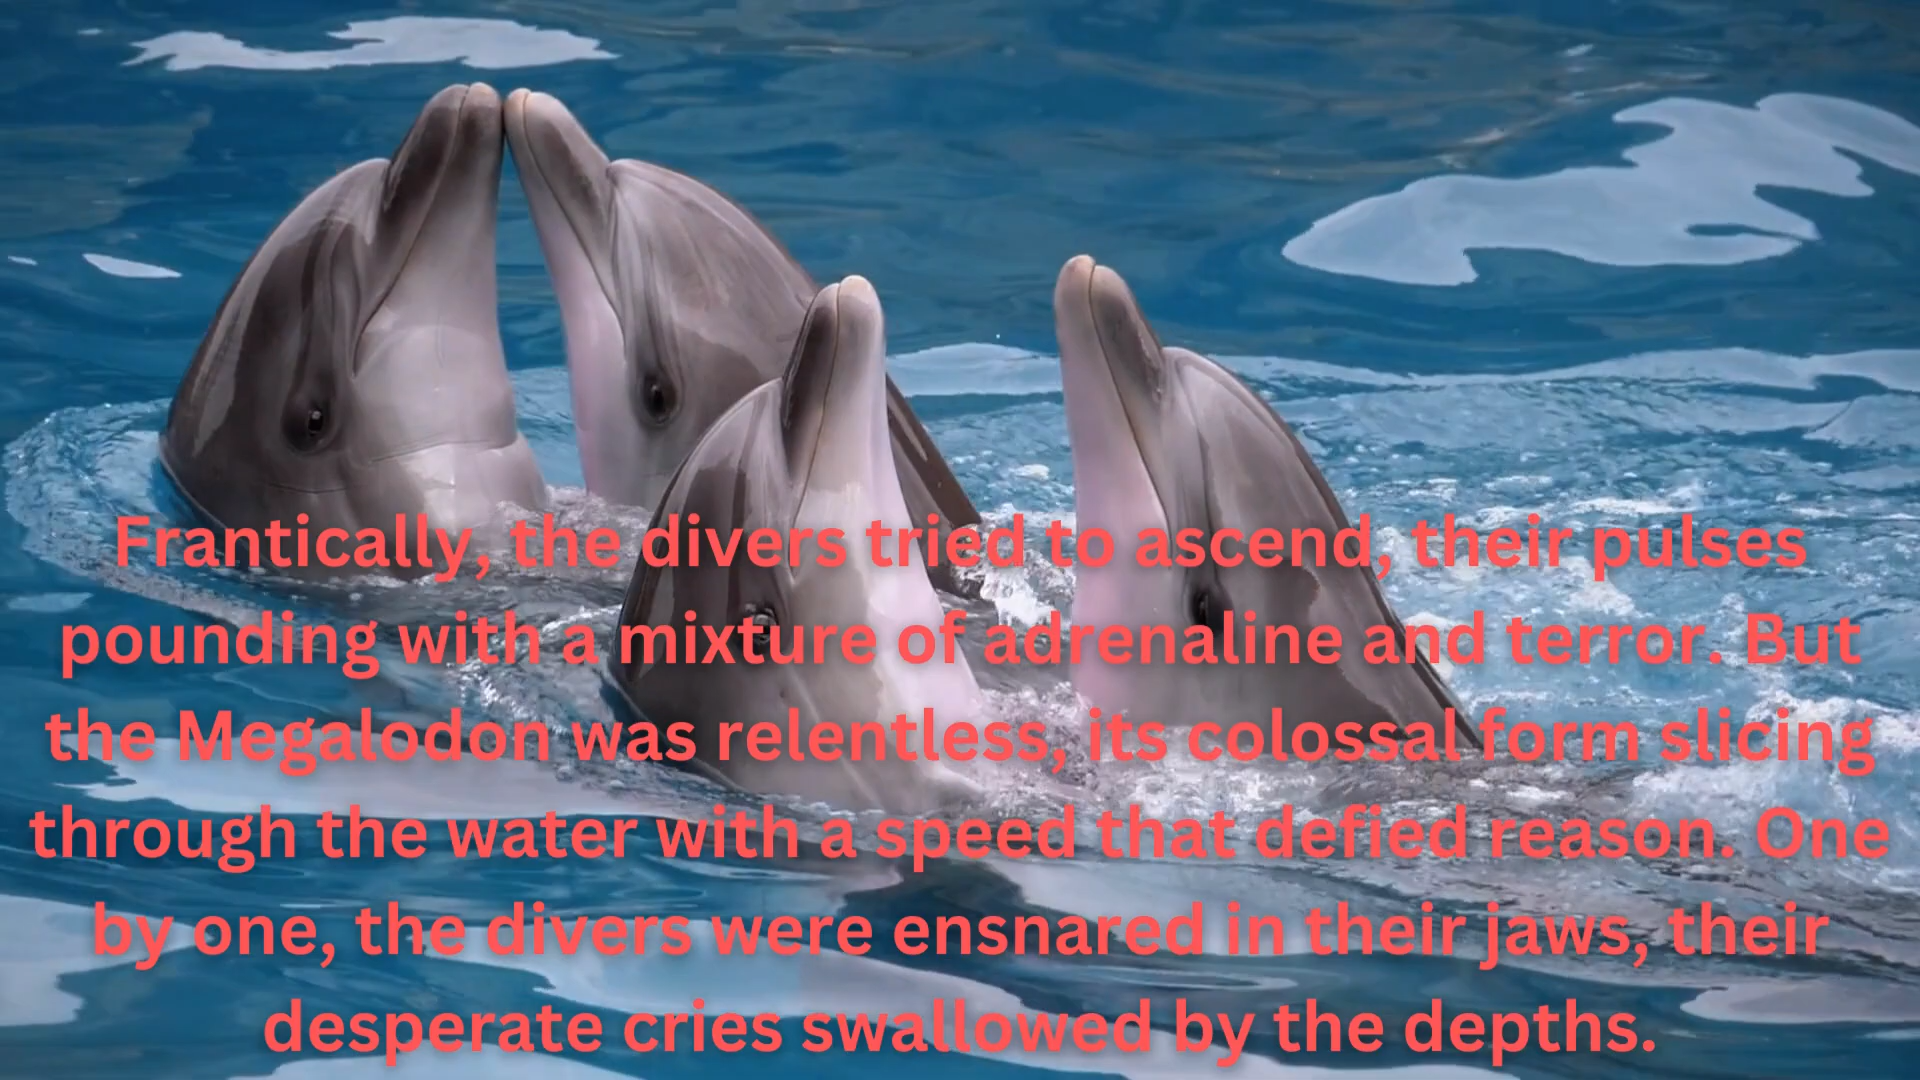 Frantically, the divers tried to ascend, their pulses
pounding with a mixture of adrenaline and terror. But
the Megalodon was relentless, its colossal form slicing
through the water with a speed that defied reason. One
by one, the divers were ensnared in their jaws, their
desperate cries swallowed by the depths.